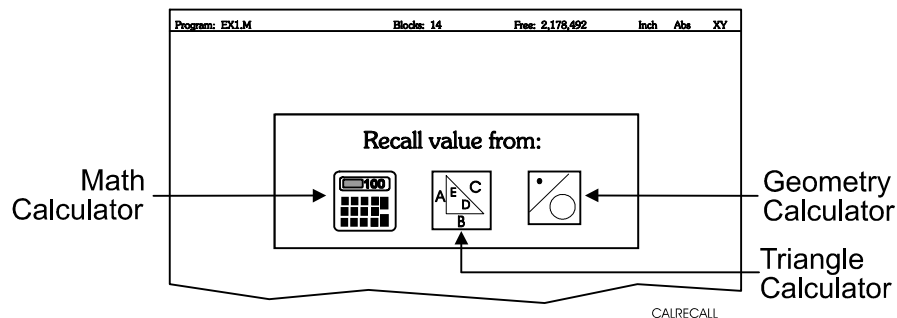 Program: EX1.M Blocks: 14 Free: 2,178,492 Inch Abs XY
Recall value from:
100
A E C
D
B
Math
Calculator
Geometry
Calculator
Triangle
Calculator
CALRECALL